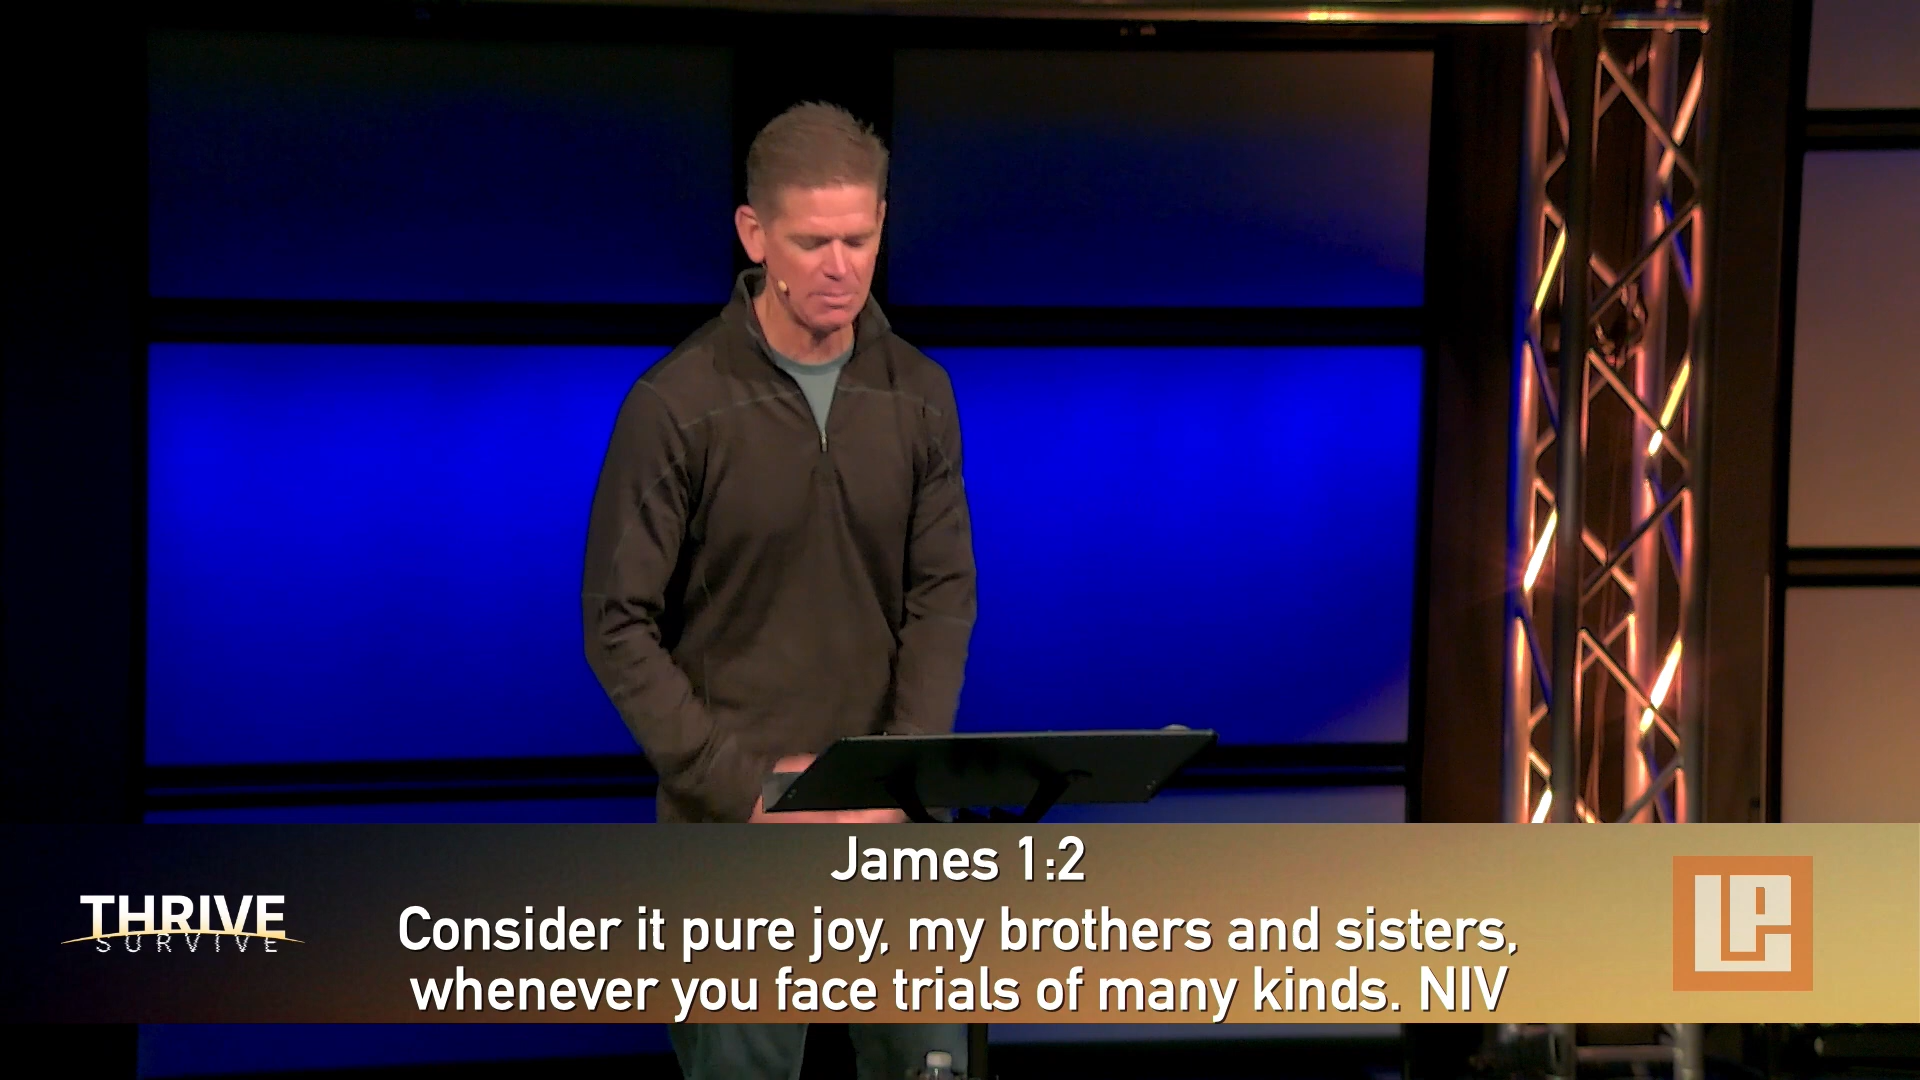 James 1:2
THRIVE
SURVIVE
Consider it pure joy, my brothers and sisters,
whenever you face trials of many kinds. NIV
LP